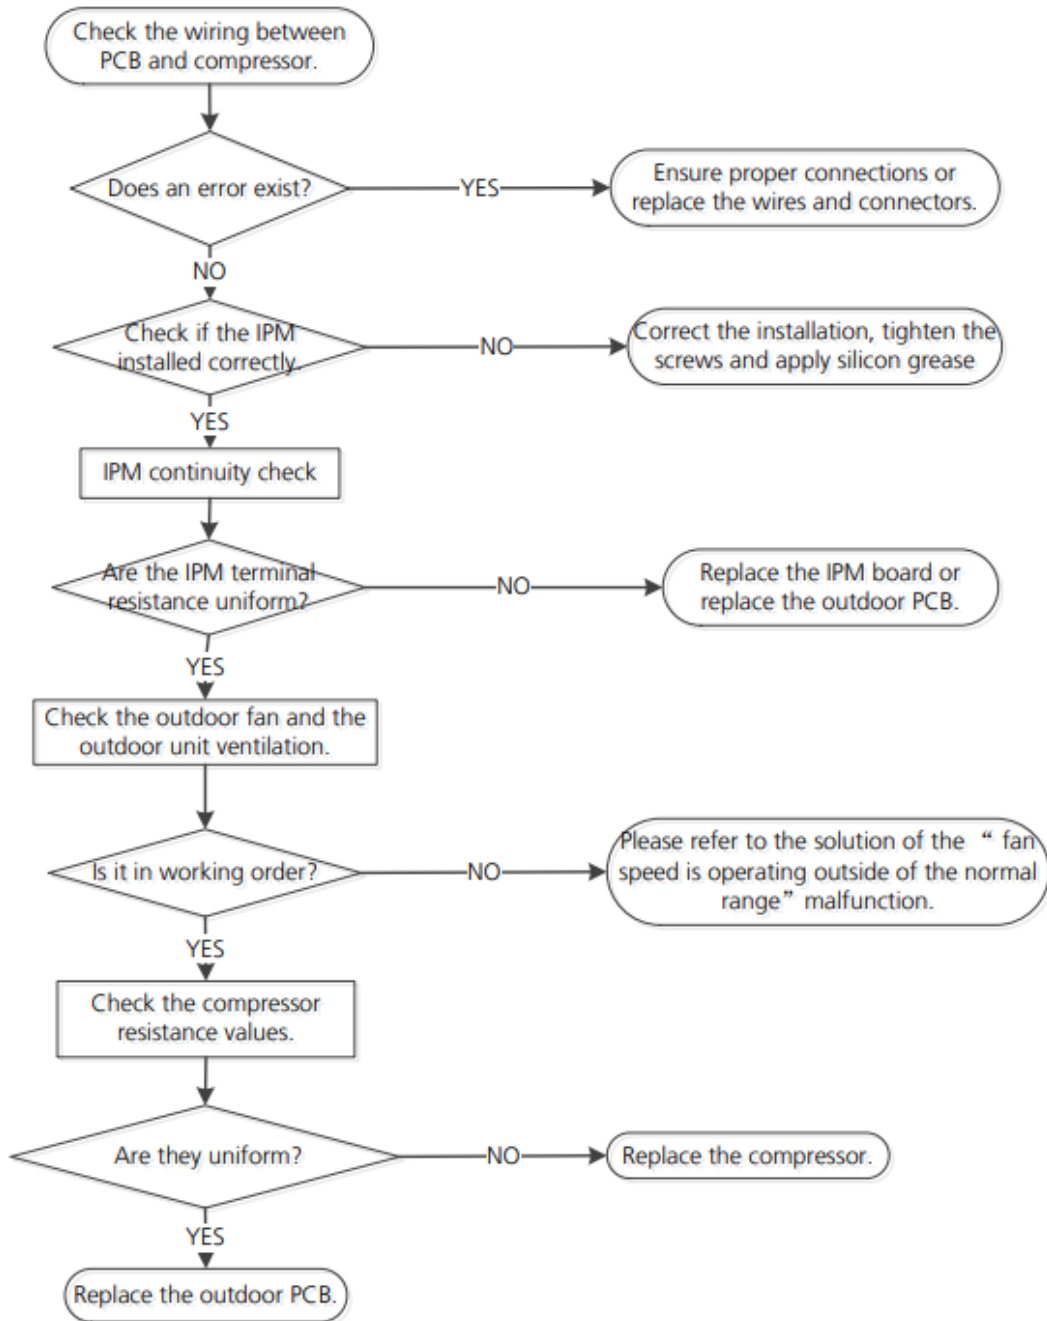 Check the wiring between
PCB and compressor.
Does an error exist?
YES
Ensure proper connections or
replace the wires and connectors.
NO
Check if the IPM
installed correctly.
NO
Correct the installation, tighten the
screws and apply silicon grease
YES
IPM continuity check
Are the IPM terminal
resistance uniform?
NO
Replace the IPM board or
replace the outdoor PCB.
YES
Check the outdoor fan and the
outdoor unit ventilation.
Is it in working order?
NO
Please refer to the solution of the “ fan
speed is operating outside of the normal
range” malfunction.
YES
Check the compressor
resistance values.
Are they uniform?
NO
Replace the compressor.
YES
Replace the outdoor PCB.